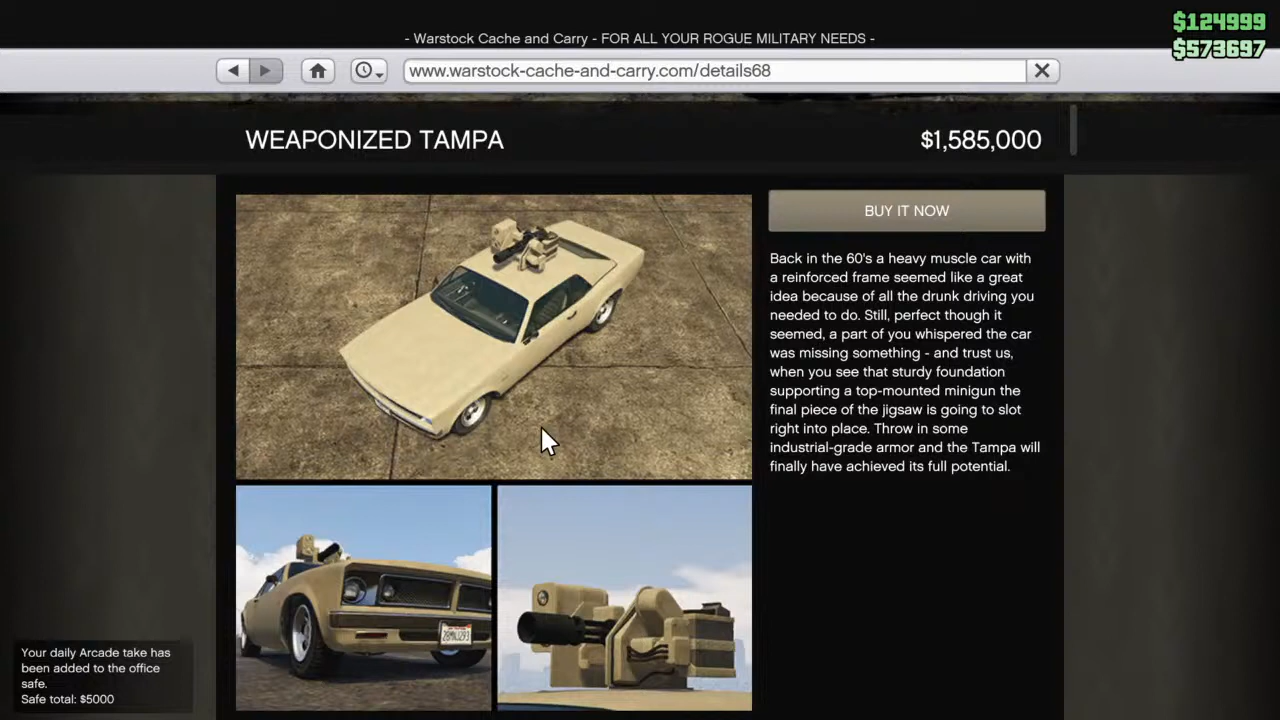 $124999
$573697
- Warstock Cache and Carry - FOR ALL YOUR ROGUE MILITARY NEEDS -
www.warstock-cache-and-carry.com/details68
WEAPONIZED TAMPA
$1,585,000
BUY IT NOW
Back in the 60's a heavy muscle car with
a reinforced frame seemed like a great
idea because of all the drunk driving you
needed to do. Still, perfect though it
seemed, a part of you whispered the car
was missing something - and trust us,
when you see that sturdy foundation
supporting a top-mounted minigun the
final piece of the jigsaw is going to slot
right into place. Throw in some
industrial-grade armor and the Tampa will
finally have achieved its full potential.
Your daily Arcade take has
been added to the office
safe.
Safe total: $5000